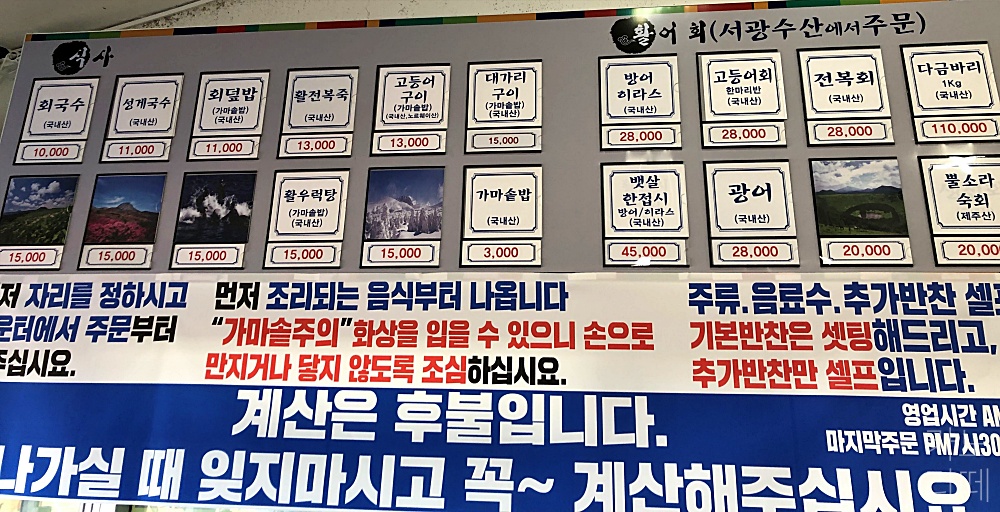 식사
회국수
(국내산)
10,000
성개국수
(국내산)
11,000
회덮밥
(가마솥밥)
(국내산)
11,000
활전복죽
(국내산)
13,000
고등어
구이
(가마솥밥)
(국내산,노르웨이산)
13,000
대가리
구이
(가마솥밥)
(국내산)
15,000
15,000
15,000
15,000
활우럭탕
(가마솥밥)
(국내산)
15,000
15,000
가마솥밥
(국내산)
3,000
활어 회(서광수산에서주문)
방어
히라스
(국내산)
28,000
고등어회
한마리반
(국내산)
28,000
전복회
(국내산)
28,000
다금바리
1Kg
(국내산)
110,000
뱃살
한접시
방어/히라스
(국내산)
45,000
광어
(국내산)
28,000
20,000
뿔소라
숙회
(제주산)
20,00
저 자리를 정하시고
운터에서 주문부터
주십시요.
먼저 조리되는 음식부터 나옵니다
“가마솥주의”화상을 입을 수 있으니 손으로
만지거나 닿지 않도록 조심하십시요.
주류.음료수.추가반찬 셀
기본반찬은 셋팅해드리고,
추가반찬만 셀프입니다.
계산은 후불입니다.
나가실 때 잊지마시고 꼭~ 계산해주십시요
영업시간 AM
마지막주문 PM7시30